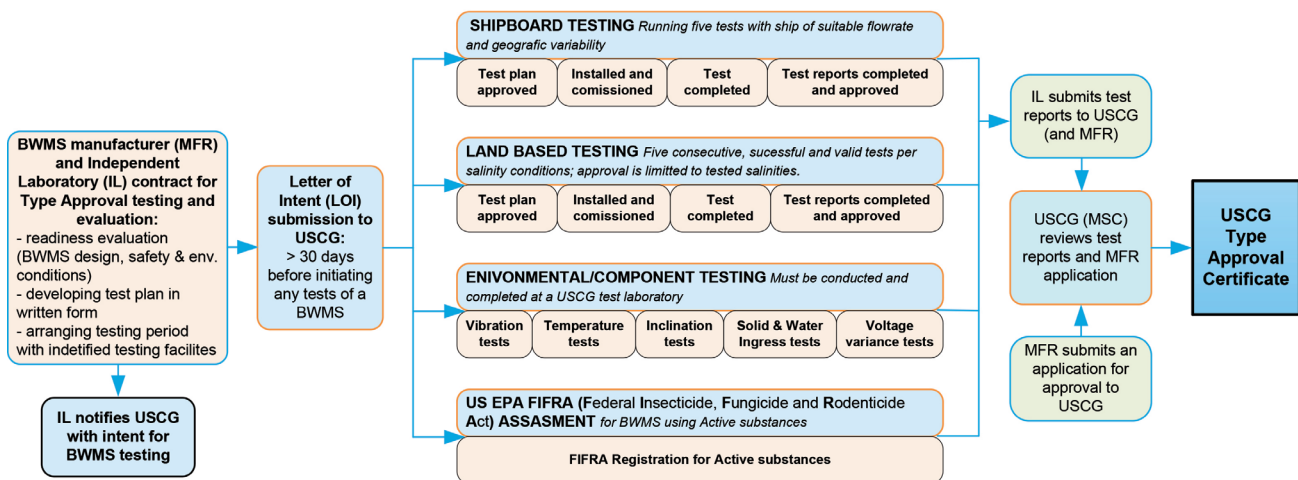 BWMS manufacturer (MFR)
and Independent
Laboratory (IL) contract for
Type Approval testing and
evaluation:
- readiness evaluation
(BWMS design, safety & env.
conditions)
- developing test plan in
written form
- arranging testing period
with indetified testing facilites
IL notifies USCG
with intent for
BWMS testing
Letter of
Intent (LOI)
submission to
USCG:
> 30 days
before initiating
any tests of a
BWMS
SHIPBOARD TESTING Running five tests with ship of suitable flowrate
and geografic variability
Test plan
approved
Installed and
comissioned
Test
completed
Test reports completed
and approved
LAND BASED TESTING Five consecutive, sucessful and valid tests per
salinity conditions; approval is limitted to tested salinities.
Test plan
approved
Installed and
comissioned
Test
completed
Test reports completed
and approved
ENIVONMENTAL/COMPONENT TESTING Must be conducted and
completed at a USCG test laboratory
Vibration
tests
Temperature
tests
Inclination
tests
Solid & Water
Ingress tests
Voltage
variance tests
US EPA FIFRA (Federal Insecticide, Fungicide and Rodenticide
Act) ASSASMENT for BWMS using Active substances
FIFRA Registration for Active substances
IL submits test
reports to USCG
(and MFR)
USCG (MSC)
reviews test
reports and MFR
application
MFR submits an
application for
approval to
USCG
USCG
Type
Approval
Certificate